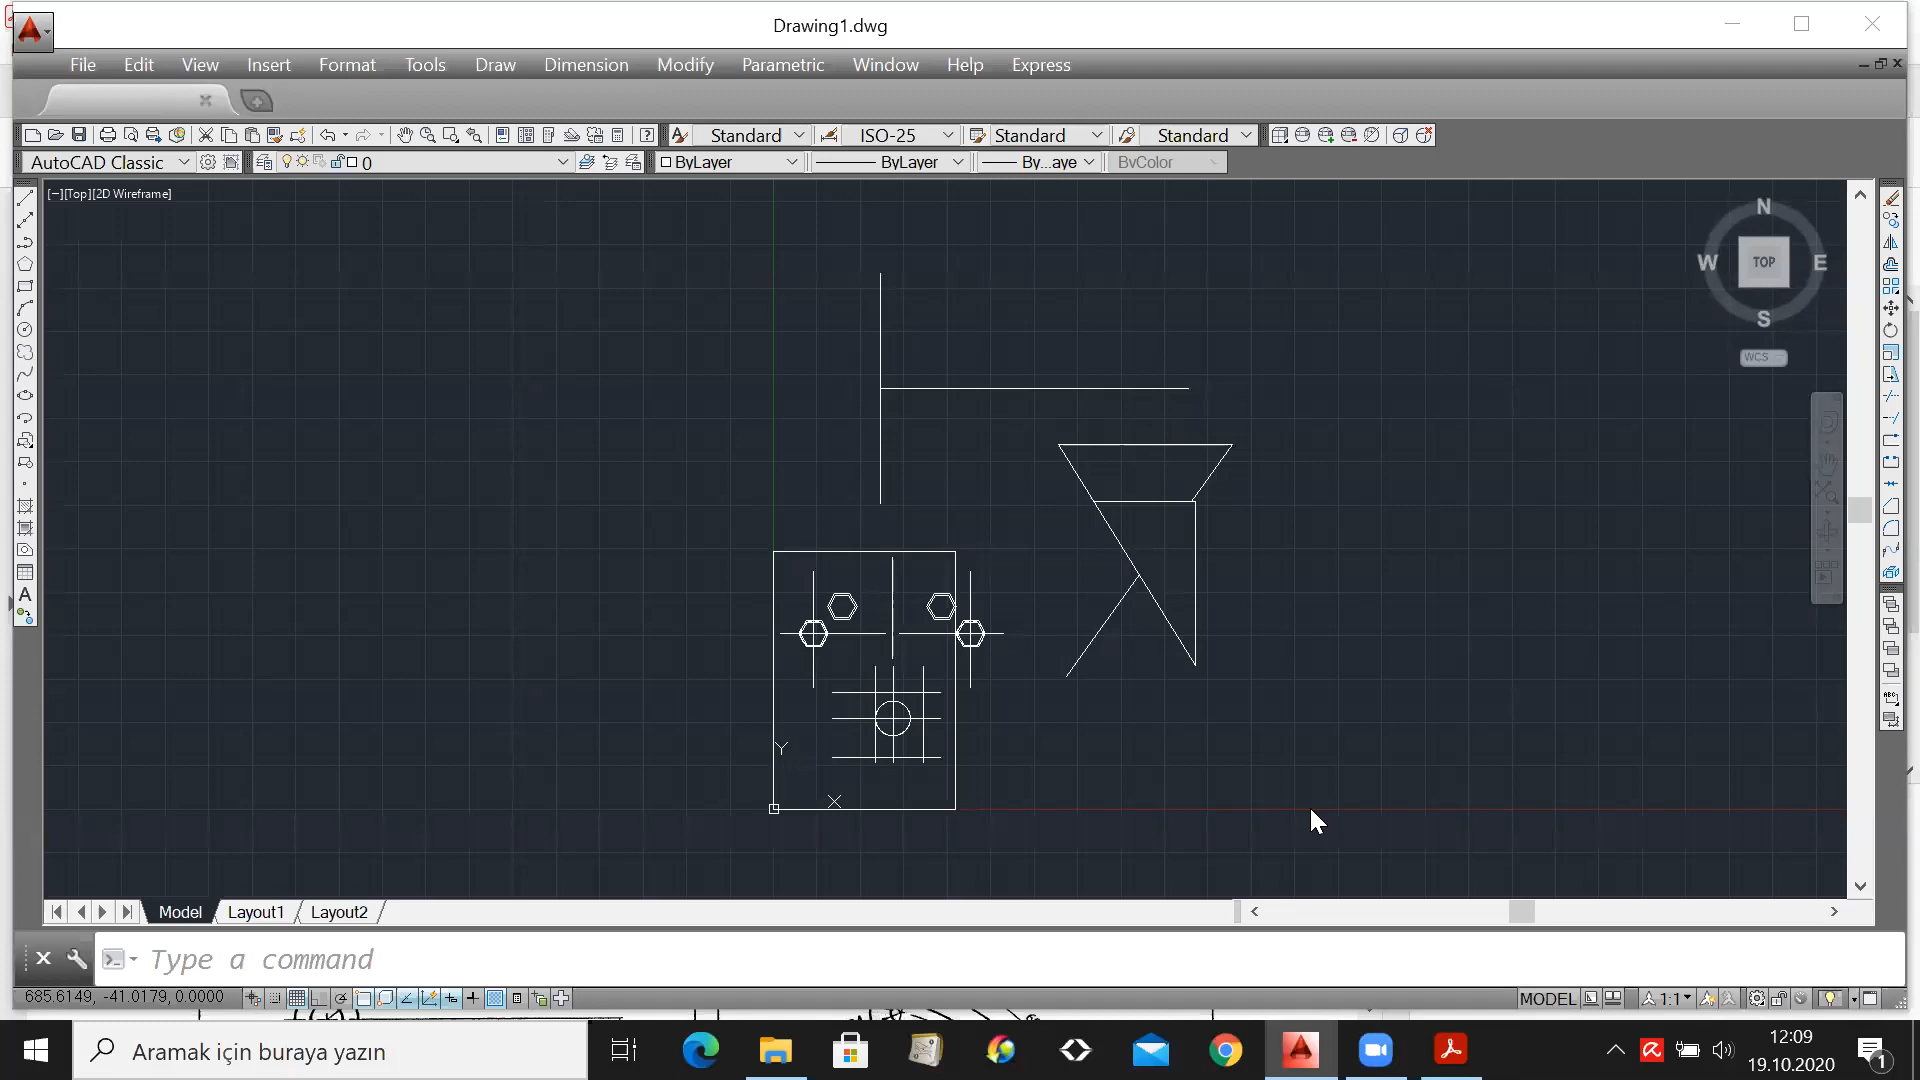 Drawing1.dwg
File Edit View Insert Format Tools Draw Dimension Modify Parametric Window Help Express
Standard ISO-25 Standard Standard
AutoCAD Classic 0 ByLayer ByLayer By...aye ByColor
[−][Top][2D Wireframe]
N
W TOP E
S
WCS
Y
X
A
Model Layout1 Layout2
Type a command
685.6149, -41.0179, 0.0000 MODEL 1:1
Aramak için buraya yazın
12:09
19.10.2020
1